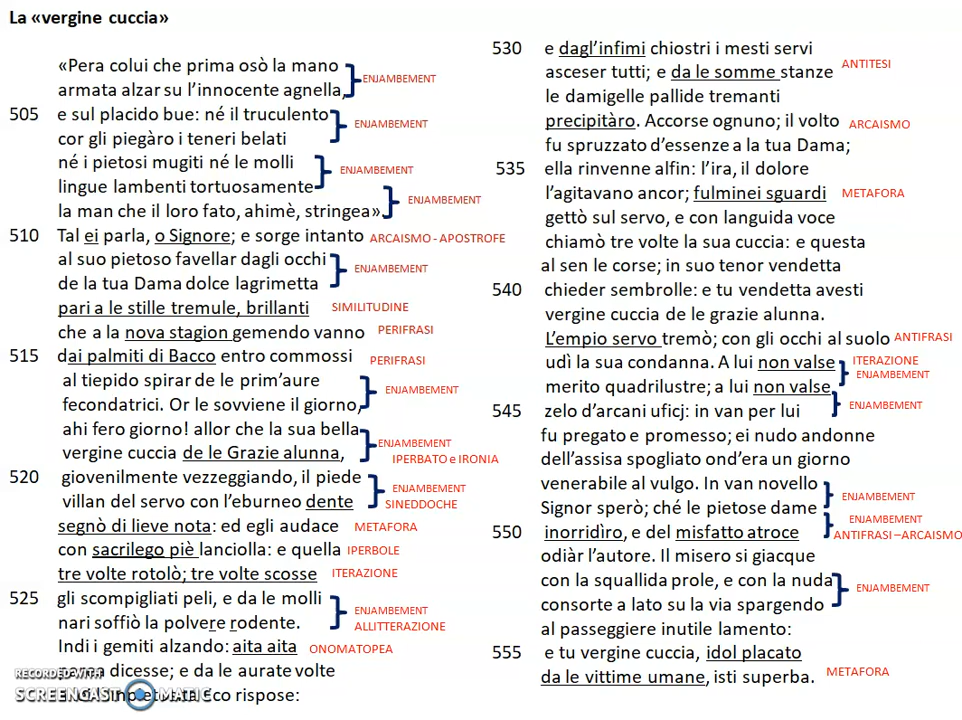 La «vergine cuccia»
«Pera colui che prima osò la mano
armata alzar su l’innocente agnella, ENJAMBEMENT
505 e sul placido bue: né il truculento
cor gli piegàro i teneri belati ENJAMBEMENT
né i pietosi mugiti né le molli
lingue lambenti tortuosamente ENJAMBEMENT
la man che il loro fato, ahimè, stringea». ENJAMBEMENT
510 Tal ei parla, o Signore; e sorge intanto ARCAISMO - APOSTROFE
al suo pietoso favellar dagli occhi
de la tua Dama dolce lagrimetta ENJAMBEMENT
pari a le stille tremule, brillanti SIMILITUDINE
che a la nova stagion gemendo vanno PERIFRASI
515 dai palmiti di Bacco entro commossi PERIFRASI
al tiepido spirar de le prim’aure
fecondatrici. Or le sovviene il giorno, ENJAMBEMENT
ahi fero giorno! allor che la sua bella
vergine cuccia de le Grazie alunna, ENJAMBEMENT
IPERBATO e IRONIA
520 giovenilmente vezzeggiando, il piede
villan del servo con l’eburneo dente ENJAMBEMENT
SINEDDOCHE
segnò di lieve nota: ed egli audace METAFORA
con sacrilego piè lanciolla: e quella IPERBOLE
tre volte rotolò; tre volte scosse ITERAZIONE
525 gli scompigliati peli, e da le molli
nari soffiò la polvere rodente. ENJAMBEMENT
ALLITTERAZIONE
Indi i gemiti alzando: aita aita ONOMATOPEA
dicesse; e da le aurate volte
Eco rispose:
RECORDED WITH
SCREENCAST MATIC
530 e dagl’infimi chiostri i mesti servi
asceser tutti; e da le somme stanze ANTITESI
le damigelle pallide tremanti
precipitàro. Accorse ognuno; il volto ARCAISMO
fu spruzzato d’essenze a la tua Dama;
535 ella rinvenne alfin: l’ira, il dolore
l’agitavano ancor; fulminei sguardi METAFORA
gettò sul servo, e con languida voce
chiamò tre volte la sua cuccia: e questa
al sen le corse; in suo tenor vendetta
540 chieder sembrolle: e tu vendetta avesti
vergine cuccia de le grazie alunna.
L’empio servo tremò; con gli occhi al suolo ANTIFRASI
udì la sua condanna. A lui non valse ITERAZIONE
merito quadrilustre; a lui non valse ENJAMBEMENT
545 zelo d’arcani uficj: in van per lui ENJAMBEMENT
fu pregato e promesso; ei nudo andonne
dell’assisa spogliato ond’era un giorno
venerabile al vulgo. In van novello
Signor sperò; ché le pietose dame ENJAMBEMENT
550 inorridìro, e del misfatto atroce ENJAMBEMENT
ANTIFRASI –ARCAISMO
odiàr l’autore. Il misero si giacque
con la squallida prole, e con la nuda
consorte a lato su la via spargendo ENJAMBEMENT
al passeggiere inutile lamento:
555 e tu vergine cuccia, idol placato
da le vittime umane, isti superba. METAFORA